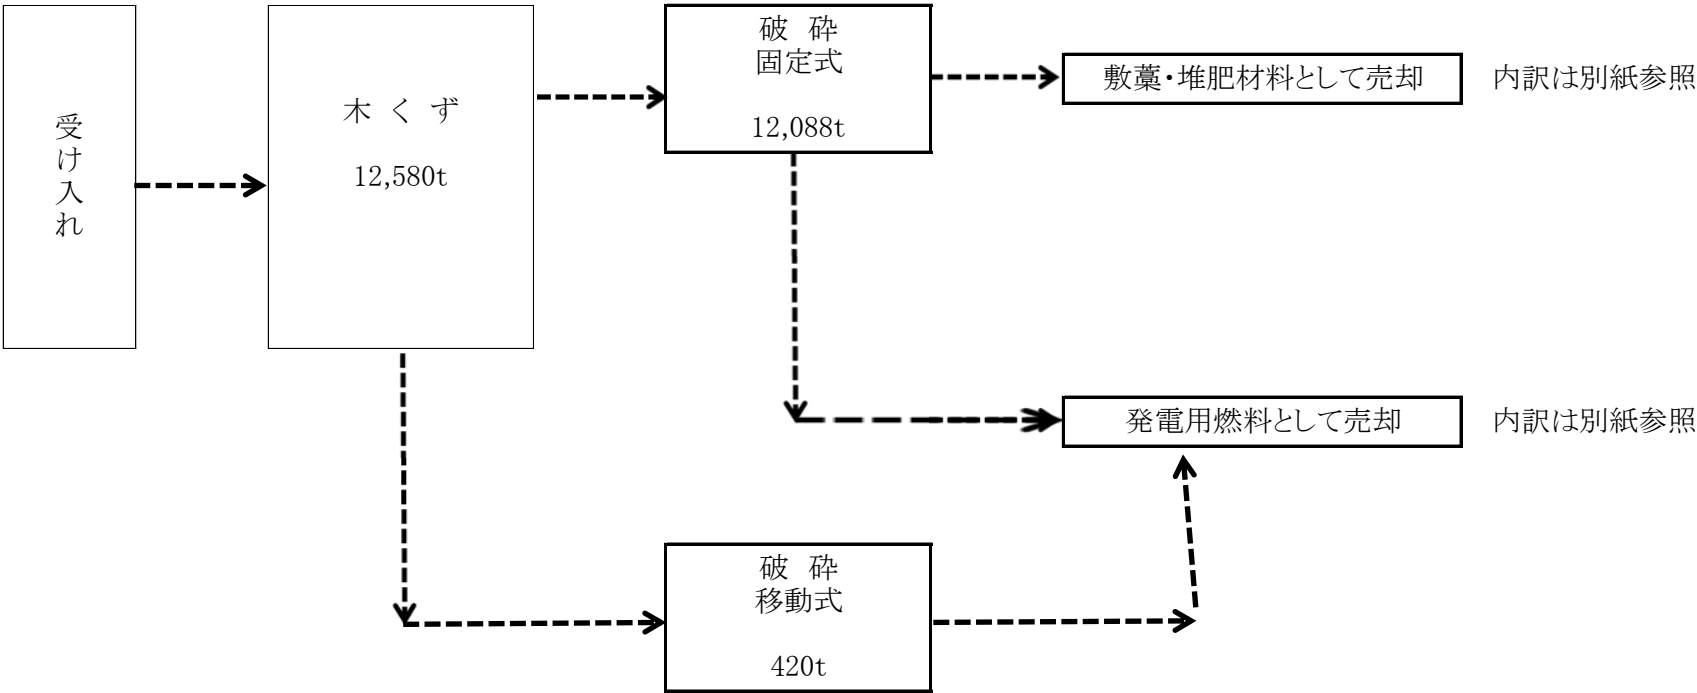 受け入れ
木 く ず
12,580t
破 砕
固定式
12,088t
敷藁・堆肥材料として売却
内訳は別紙参照
発電用燃料として売却
内訳は別紙参照
破 砕
移動式
420t